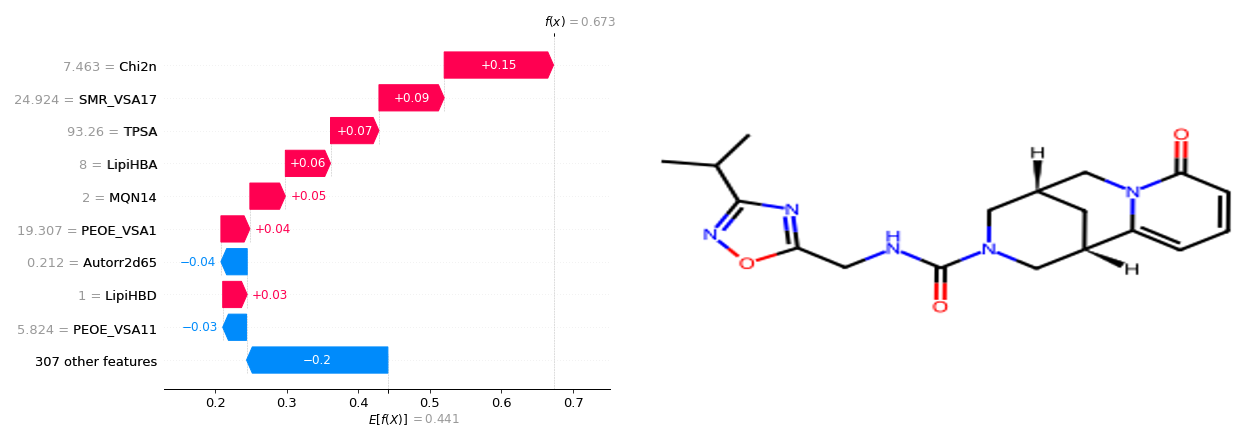 f(x) = 0.673
7.463 = Chi2n
+0.15
24.924 = SMR_VSA17
+0.09
93.26 = TPSA
+0.07
8 = LipiHBA
+0.06
2 = MQN14
+0.05
19.307 = PEOE_VSA1
+0.04
0.212 = Autorr2d65
−0.04
1 = LipiHBD
+0.03
5.824 = PEOE_VSA11
−0.03
307 other features
−0.2
0.2 0.3 0.4 0.5 0.6 0.7
E[f(X)] = 0.441
O
H
N
N
N
H
N
N
O
H
O